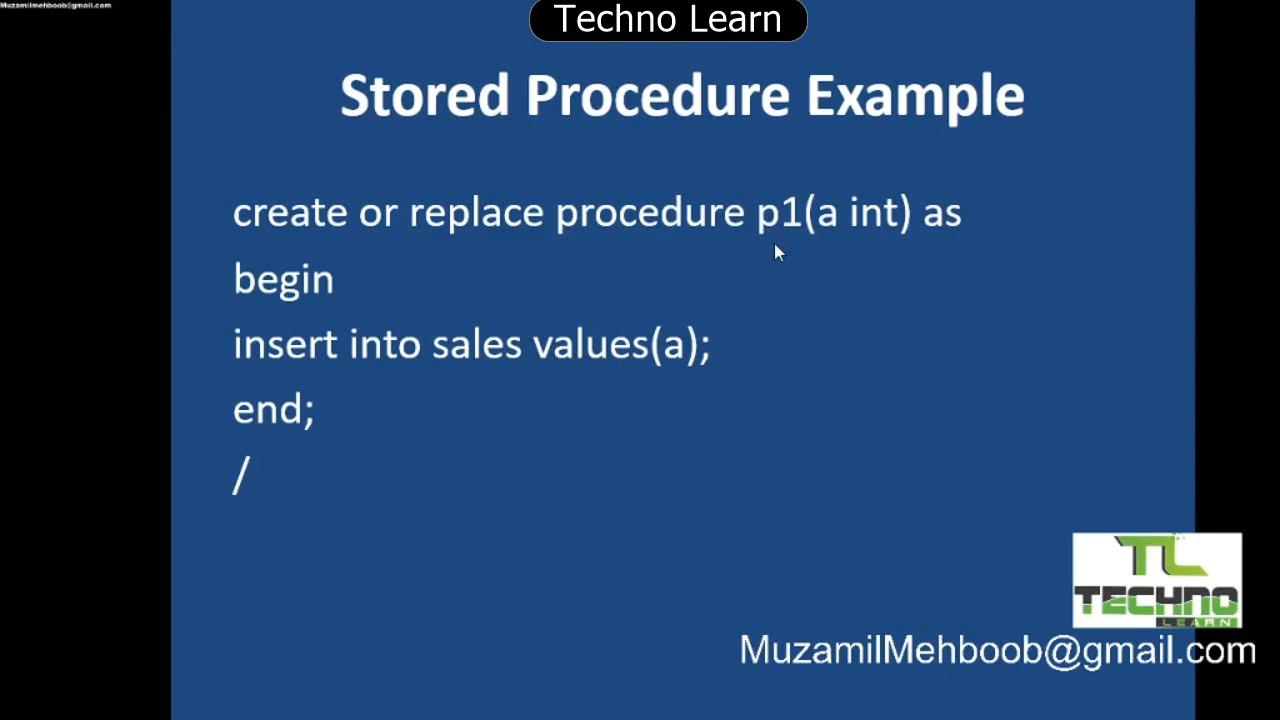 Muzamilmehboob@gmail.com
Techno Learn
Stored Procedure Example
create or replace procedure p1(a int) as
begin
insert into sales values(a);
end;
/
TL
TECHNO
LEARN
MuzamilMehboob@gmail.com